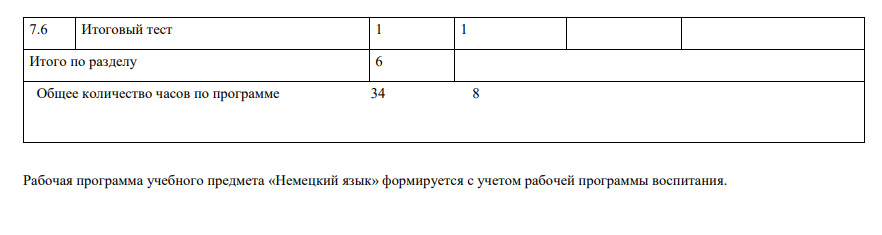 7.6 Итоговый тест 1 1
Итого по разделу 6
Общее количество часов по программе 34 8
Рабочая программа учебного предмета «Немецкий язык» формируется с учетом рабочей программы воспитания.